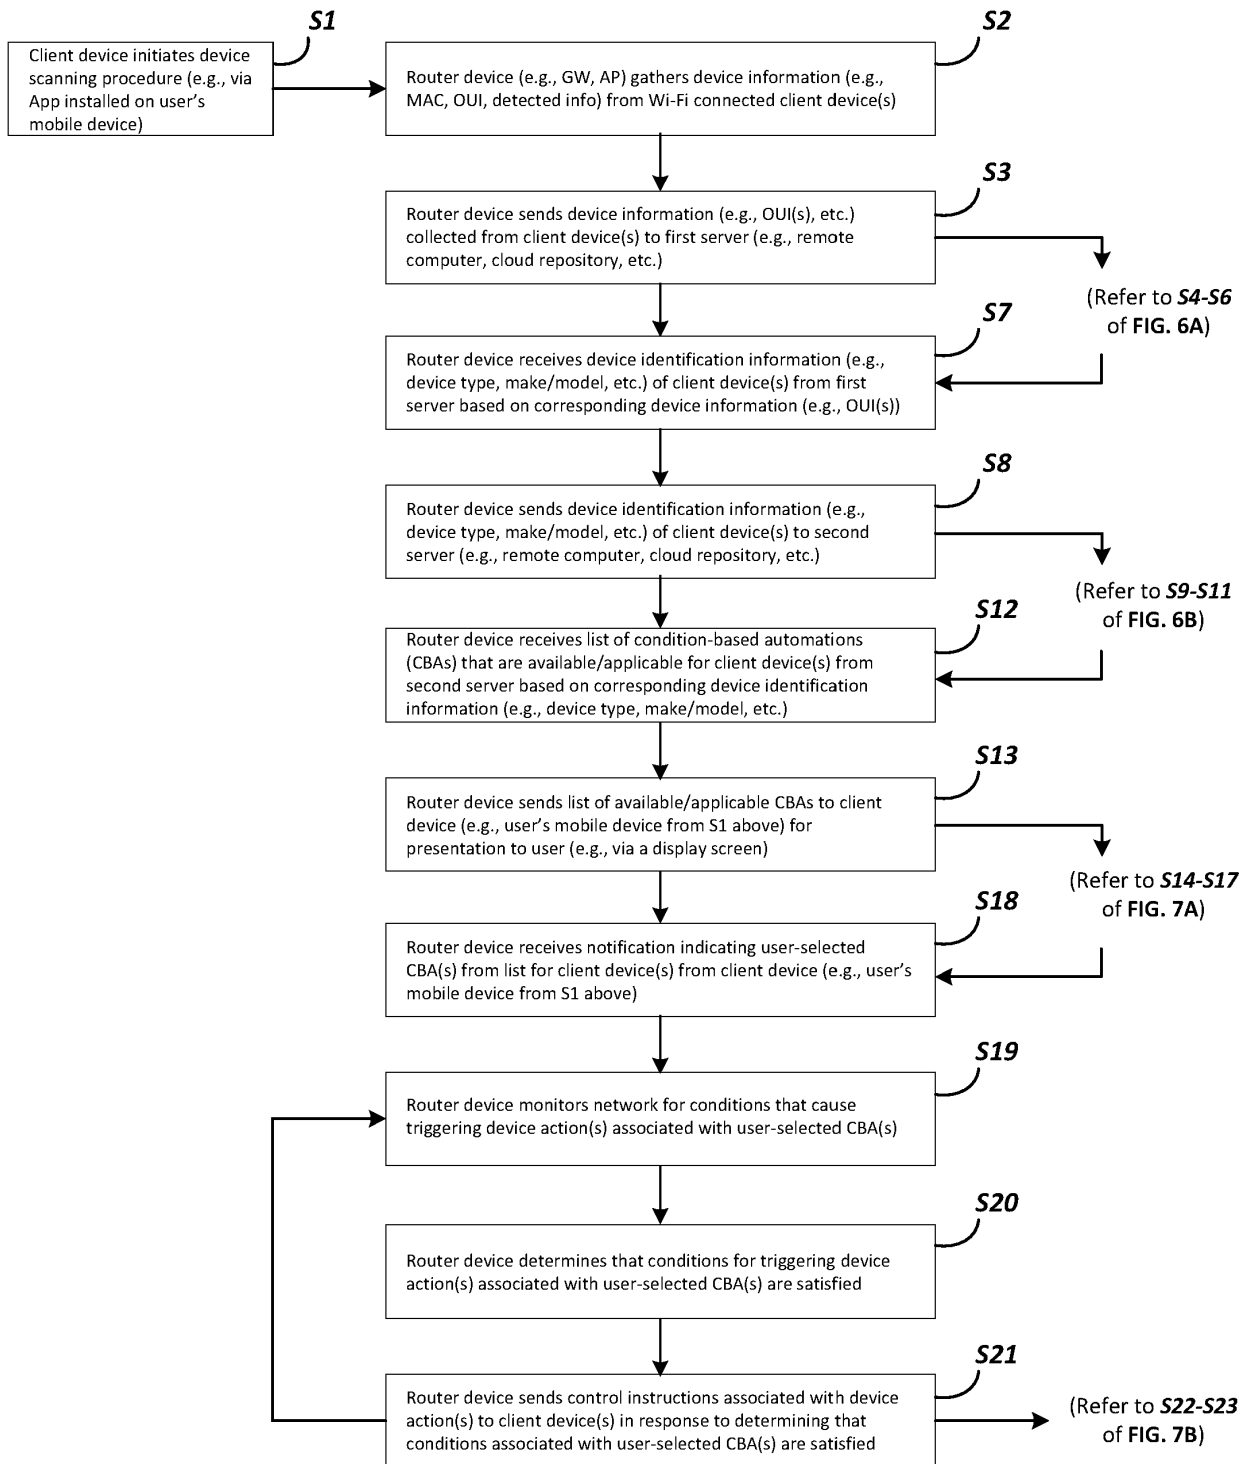 S1
Client device initiates device
scanning procedure (e.g., via
App installed on user's
mobile device)
S2
Router device (e.g., GW, AP) gathers device information (e.g.,
MAC, OUI, detected info) from Wi-Fi connected client device(s)
S3
Router device sends device information (e.g., OUI(s), etc.)
collected from client device(s) to first server (e.g., remote
computer, cloud repository, etc.)
(Refer to S4-S6
of FIG. 6A)
S7
Router device receives device identification information (e.g.,
device type, make/model, etc.) of client device(s) from first
server based on corresponding device information (e.g., OUI(s))
S8
Router device sends device identification information (e.g.,
device type, make/model, etc.) of client device(s) to second
server (e.g., remote computer, cloud repository, etc.)
(Refer to S9-S11
of FIG. 6B)
S12
Router device receives list of condition-based automations
(CBAs) that are available/applicable for client device(s) from
second server based on corresponding device identification
information (e.g., device type, make/model, etc.)
S13
Router device sends list of available/applicable CBAs to client
device (e.g., user's mobile device from S1 above) for
presentation to user (e.g., via a display screen)
(Refer to S14-S17
of FIG. 7A)
S18
Router device receives notification indicating user-selected
CBA(s) from list for client device(s) from client device (e.g., user's
mobile device from S1 above)
S19
Router device monitors network for conditions that cause
triggering device action(s) associated with user-selected CBA(s)
S20
Router device determines that conditions for triggering device
action(s) associated with user-selected CBA(s) are satisfied
S21
Router device sends control instructions associated with device
action(s) to client device(s) in response to determining that
conditions associated with user-selected CBA(s) are satisfied
(Refer to S22-S23
of FIG. 7B)